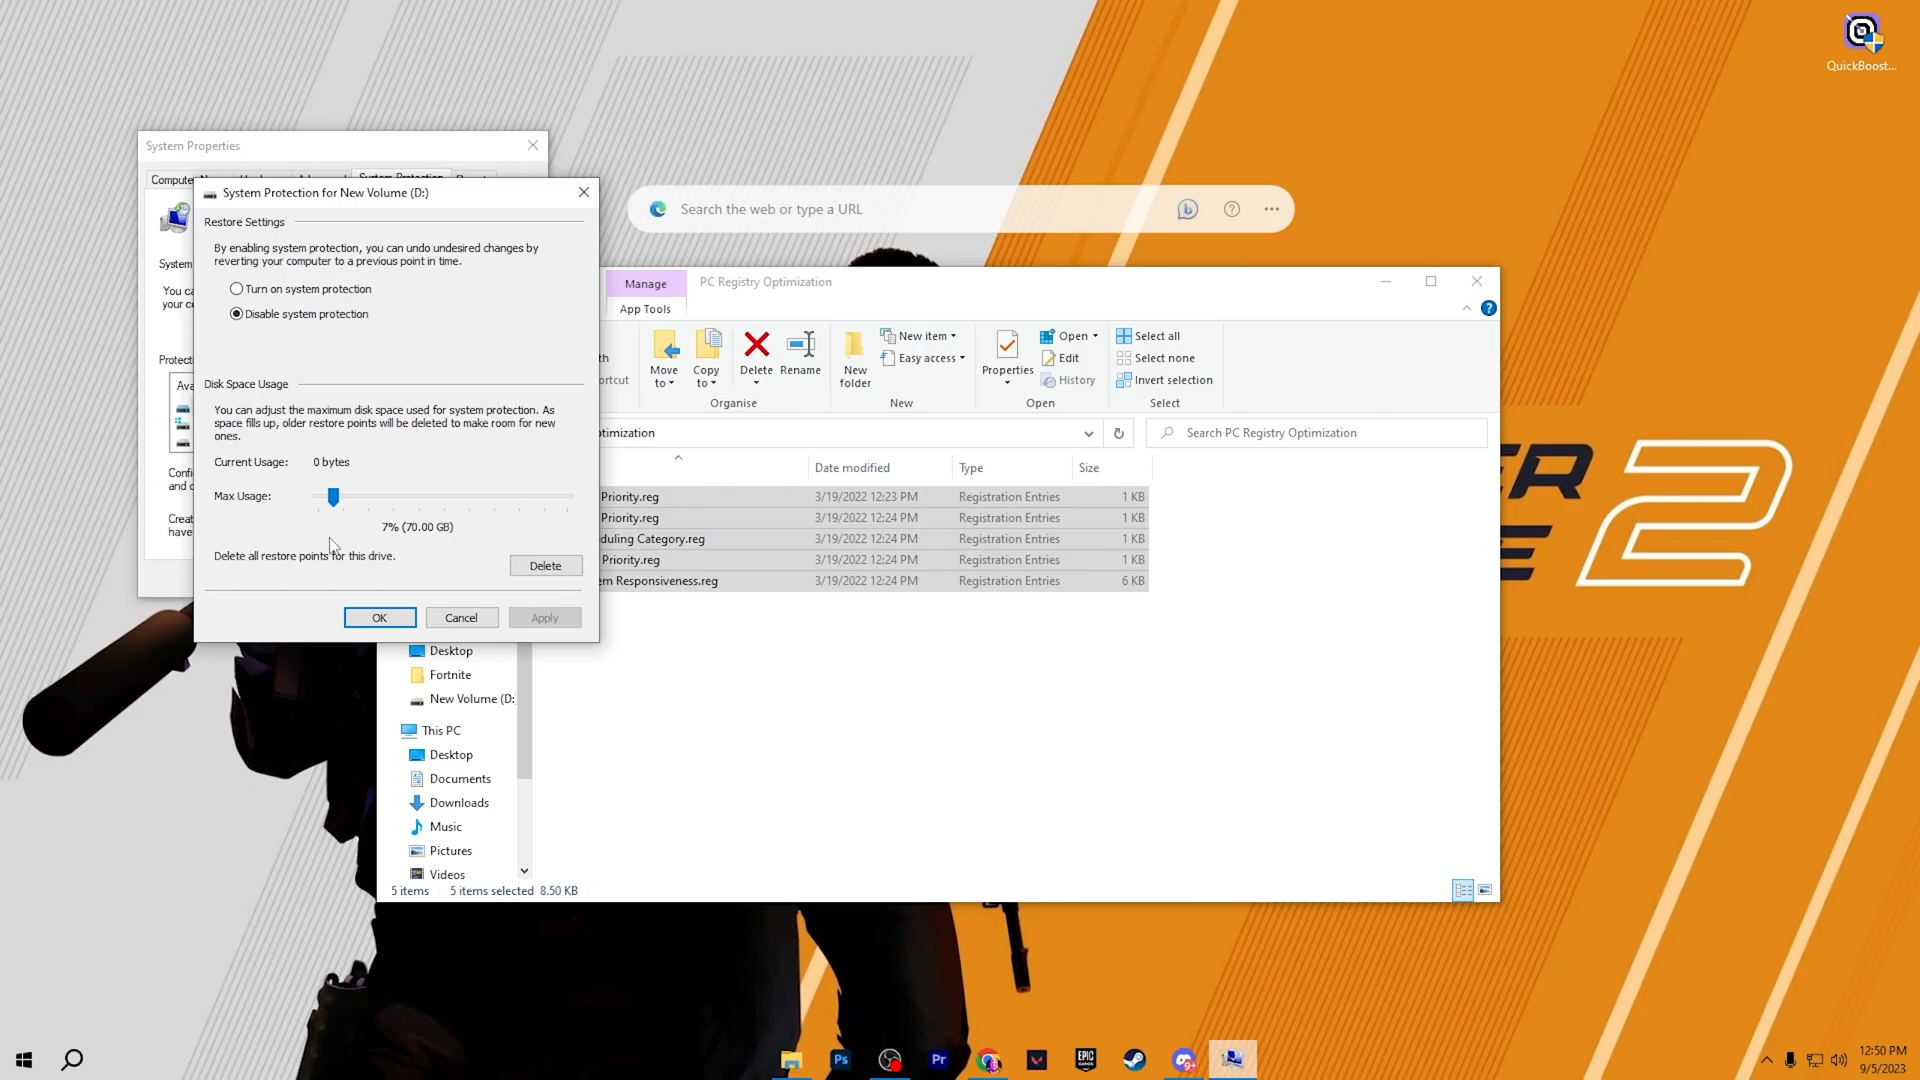 QuickBoost...
System Properties
System Protection
System Protection for New Volume (D:)
Restore Settings
By enabling system protection, you can undo undesired changes by
reverting your computer to a previous point in time.
Turn on system protection
Disable system protection
Disk Space Usage
You can adjust the maximum disk space used for system protection. As
space fills up, older restore points will be deleted to make room for new
ones.
Current Usage: 0 bytes
Max Usage:
7% (70.00 GB)
Delete all restore points for this drive.
Delete
OK
Cancel
Apply
Search the web or type a URL
Manage
PC Registry Optimization
App Tools
Move to
Copy to
Delete
Rename
New folder
New item
Easy access
Properties
Open
Edit
History
Select all
Select none
Invert selection
Organise
New
Open
Select
timization
Search PC Registry Optimization
Date modified
Type
Size
Priority.reg 3/19/2022 12:23 PM Registration Entries 1 KB
Priority.reg 3/19/2022 12:24 PM Registration Entries 1 KB
duling Category.reg 3/19/2022 12:24 PM Registration Entries 1 KB
Priority.reg 3/19/2022 12:24 PM Registration Entries 1 KB
em Responsiveness.reg 3/19/2022 12:24 PM Registration Entries 6 KB
Desktop
Fortnite
New Volume (D:
This PC
Desktop
Documents
Downloads
Music
Pictures
Videos
5 items 5 items selected 8.50 KB
2
Ps
Pr
EPIC GAMES
9+
12:50 PM
9/5/2023